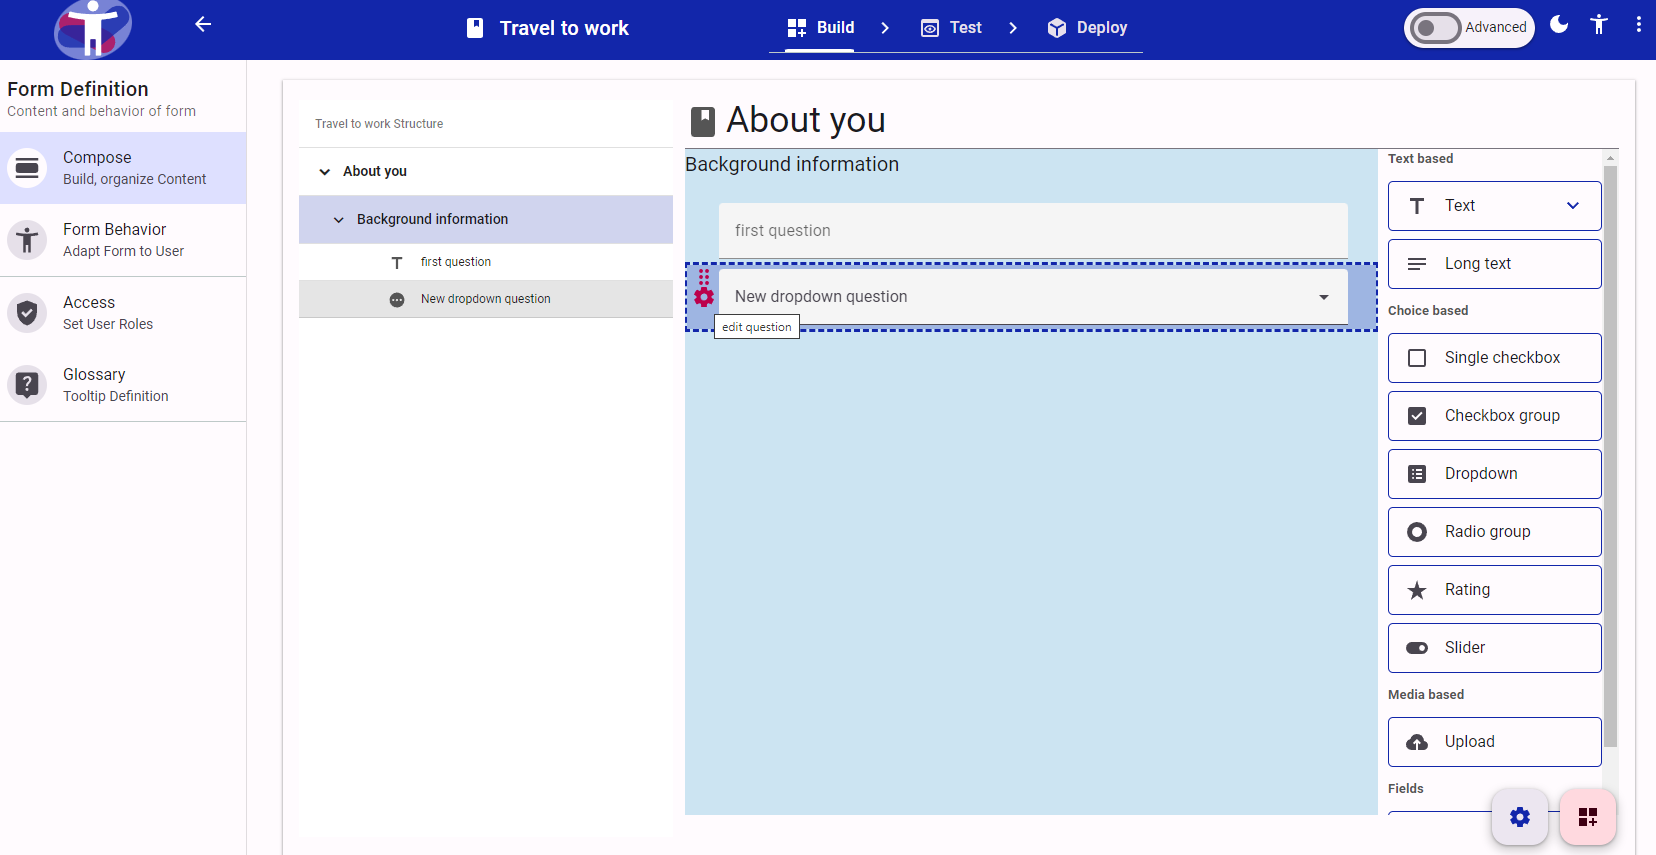 Travel to work
Build
Test
Deploy
Advanced
Form Definition
Content and behavior of form
Compose
Build, organize Content
Form Behavior
Adapt Form to User
Access
Set User Roles
Glossary
Tooltip Definition
Travel to work Structure
About you
Background information
first question
New dropdown question
About you
Background information
first question
New dropdown question
edit question
Text based
Text
Long text
Choice based
Single checkbox
Checkbox group
Dropdown
Radio group
Rating
Slider
Media based
Upload
Fields